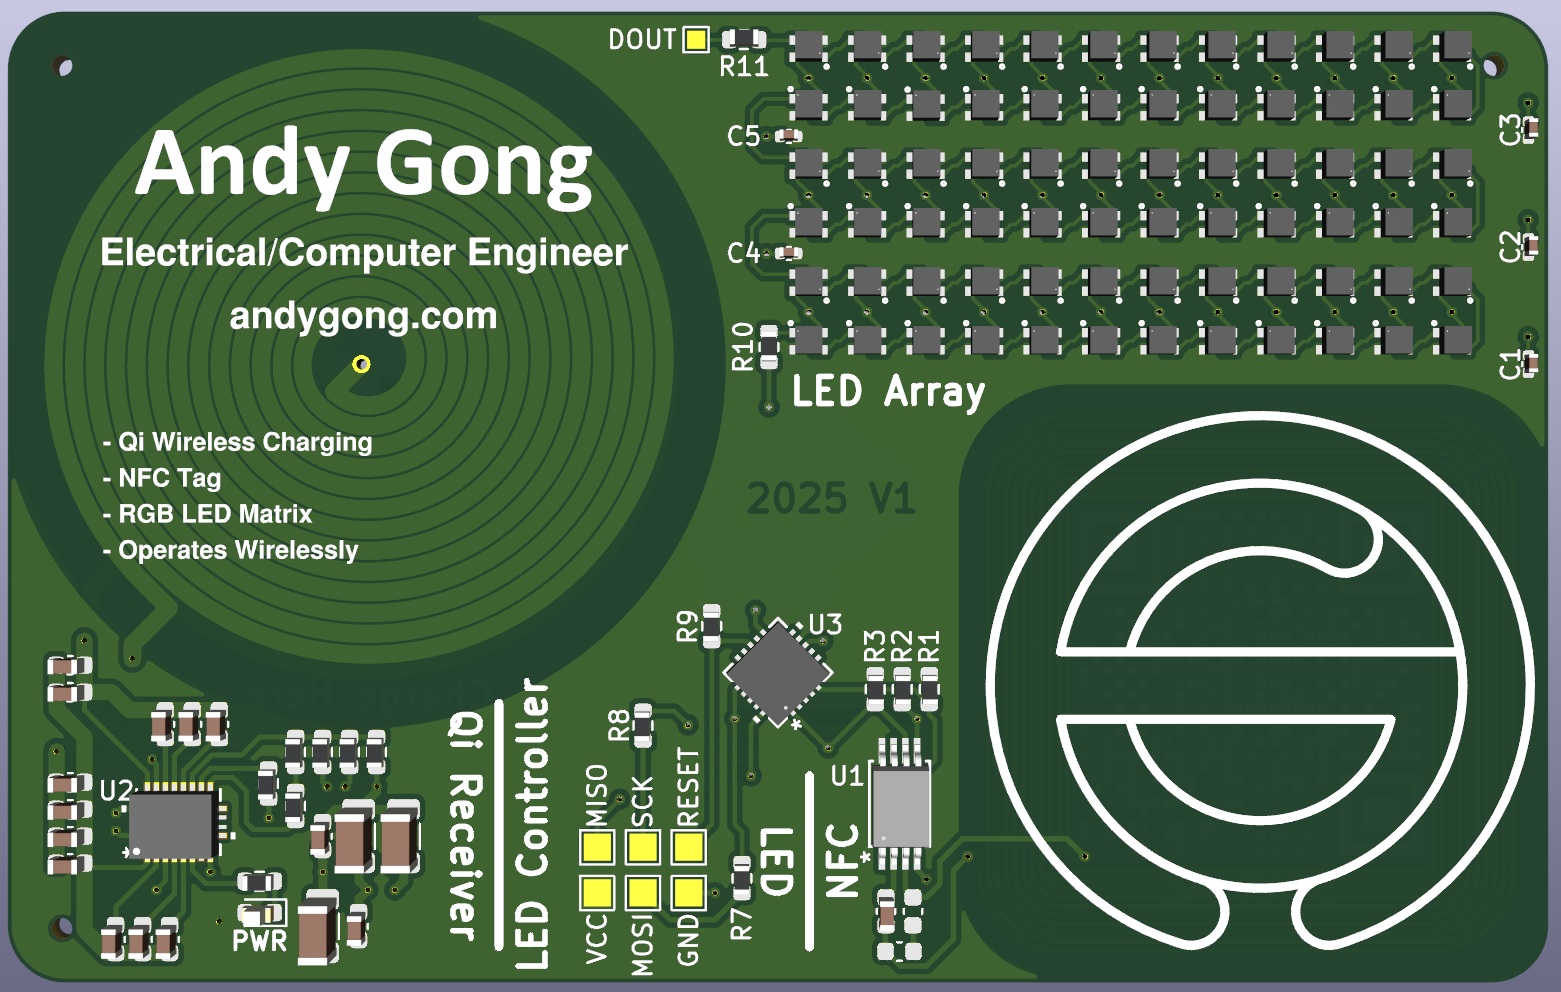 DOUT
R11
Andy Gong
Electrical/Computer Engineer
andygong.com
C5
C4
C3
C2
C1
R10
LED Array
- Qi Wireless Charging
- NFC Tag
- RGB LED Matrix
- Operates Wirelessly
2025 V1
R9
U3
R3
R2
R1
R8
U2
U1
*
*
*
Qi Receiver
LED Controller
MISO
SCK
RESET
VCC
MOSI
GND
LED
NFC
R7
PWR